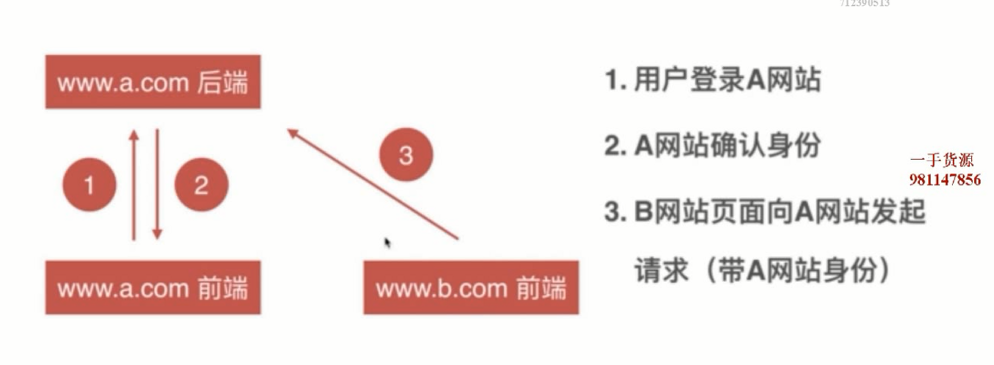 712390513
www.a.com 后端
1. 用户登录A网站
2. A网站确认身份
一手货源
981147856
1
2
3
3. B网站页面向A网站发起
请求（带A网站身份）
www.a.com 前端
www.b.com 前端